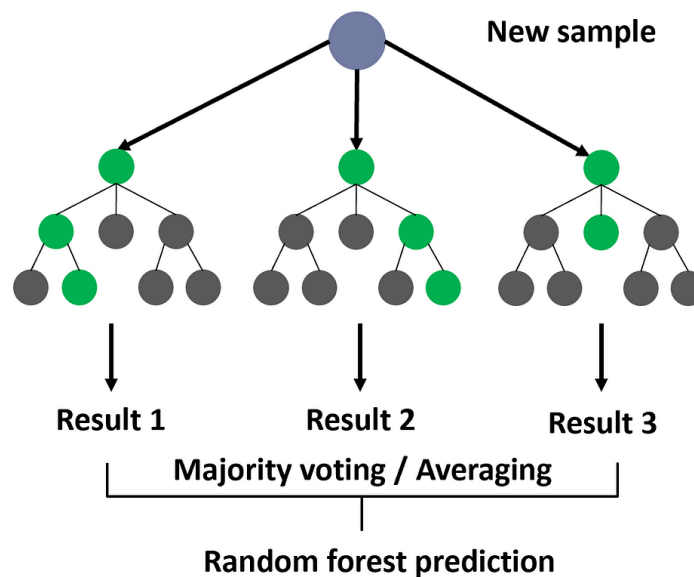 New sample
Result 1
Result 2
Result 3
Majority voting / Averaging
Random forest prediction